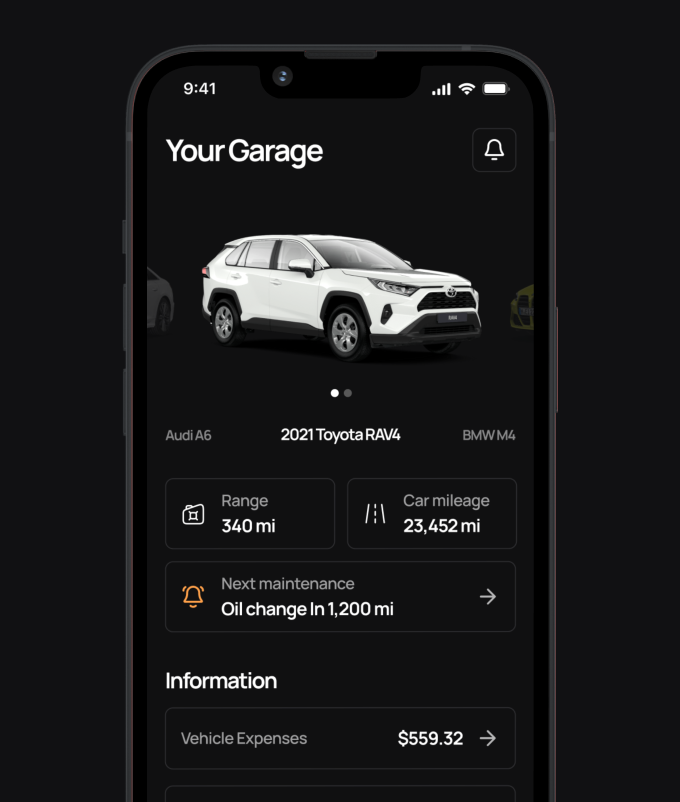 9:41
Your Garage
Audi A6
2021 Toyota RAV4
BMW M4
Range
340 mi
Car mileage
23,452 mi
Next maintenance
Oil change In 1,200 mi
Information
Vehicle Expenses
$559.32